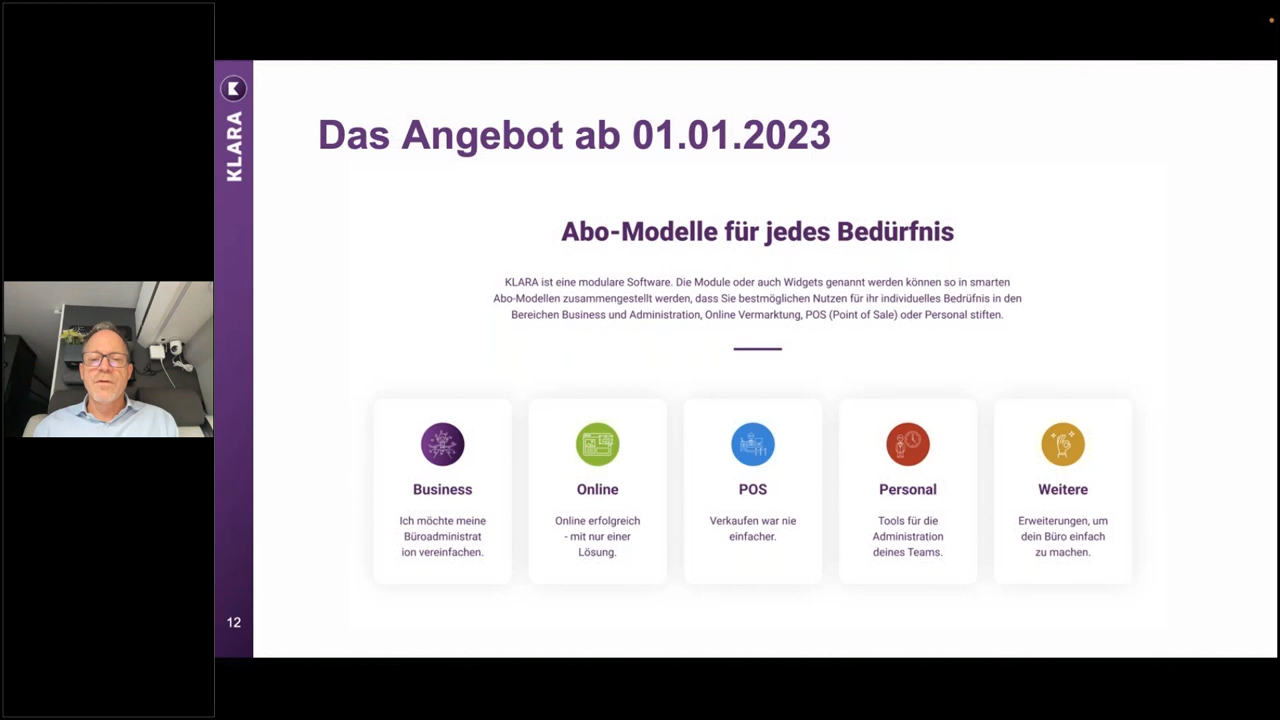 KLARA
Das Angebot ab 01.01.2023
Abo-Modelle für jedes Bedürfnis
KLARA ist eine modulare Software. Die Module oder auch Widgets genannt werden können so in smarten
Abo-Modellen zusammengestellt werden, dass Sie bestmöglichen Nutzen für ihr individuelles Bedrüfnis in den
Bereichen Business und Administration, Online Vermarktung, POS (Point of Sale) oder Personal stiften.
Business
Ich möchte meine
Büroadministrat
ion vereinfachen.
Online
Online erfolgreich
- mit nur einer
Lösung.
POS
Verkaufen war nie
einfacher.
Personal
Tools für die
Administration
deines Teams.
Weitere
Erweiterungen, um
dein Büro einfach
zu machen.
12